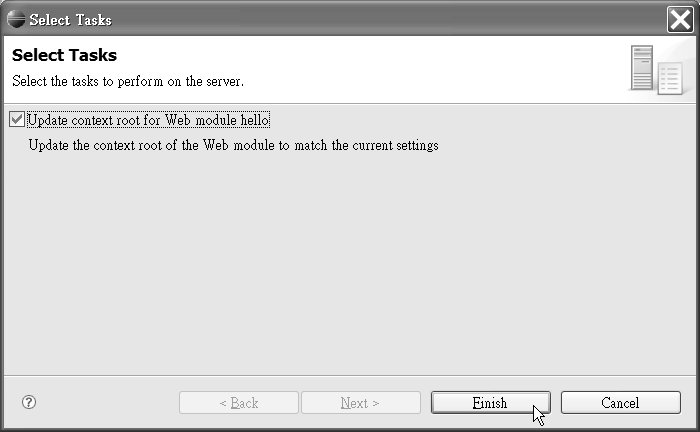 Select Tasks
Select Tasks
Select the tasks to perform on the server.
Update context root for Web module hello
Update the context root of the Web module to match the current settings
?
< Back
Next >
Finish
Cancel